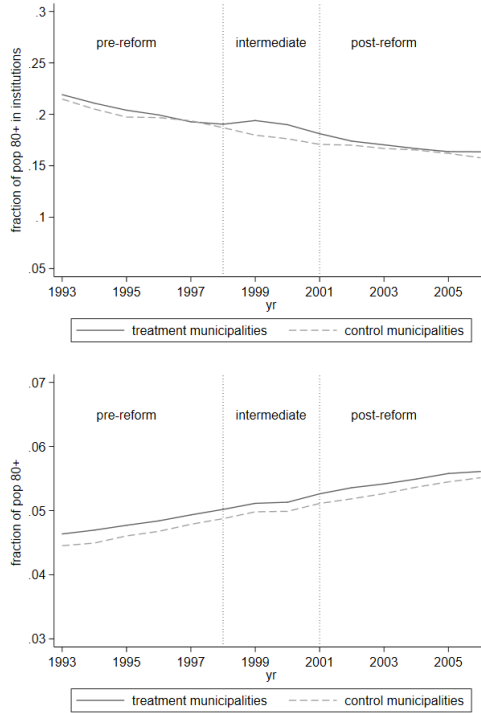 .3
pre-reform intermediate post-reform
.25
.2
.15
.1
.05
fraction of pop 80+ in institutions
1993 1995 1997 1999 2001 2003 2005
yr
treatment municipalities control municipalities
.07
pre-reform intermediate post-reform
.06
.05
.04
.03
fraction of pop 80+
1993 1995 1997 1999 2001 2003 2005
yr
treatment municipalities control municipalities